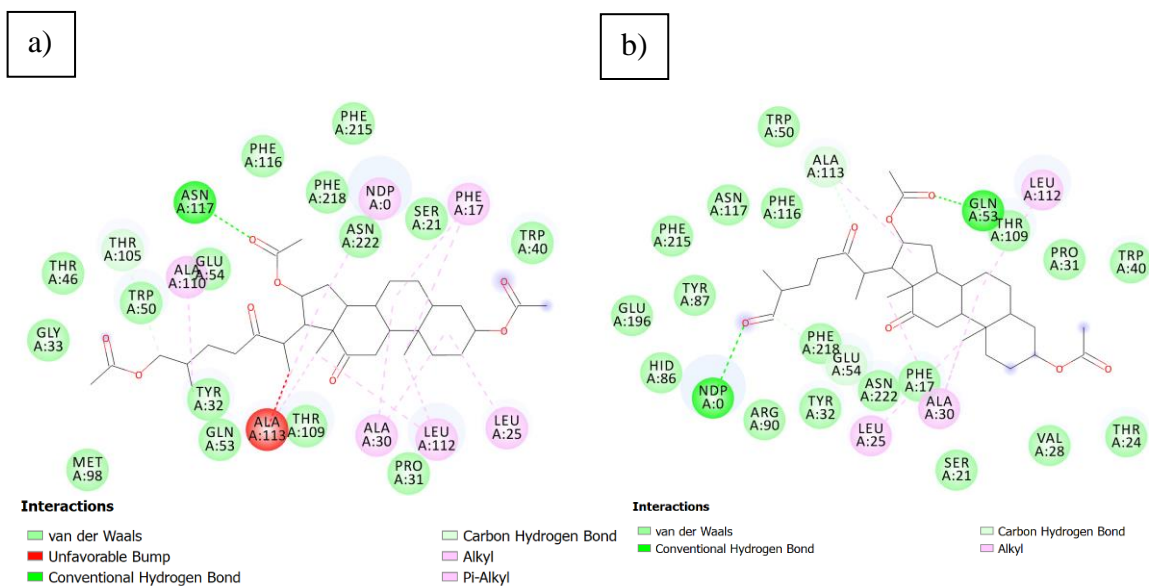 a)
PHE
A:215
PHE
A:116
PHE
A:218
NDP
A:0
PHE
A:17
ASN
A:117
SER
A:21
ASN
A:222
TRP
A:40
THR
A:105
GLU
A:54
ALA
A:110
THR
A:46
TRP
A:50
GLY
A:33
TYR
A:32
GLN
A:53
ALA
A:113
THR
A:109
ALA
A:30
LEU
A:112
LEU
A:25
PRO
A:31
MET
A:98
O
O
O
O
O
O
O
O
Interactions
van der Waals
Unfavorable Bump
Conventional Hydrogen Bond
Carbon Hydrogen Bond
Alkyl
Pi-Alkyl
b)
TRP
A:50
ALA
A:113
LEU
A:112
GLN
A:53
THR
A:109
ASN
A:117
PHE
A:116
PHE
A:215
PRO
A:31
TRP
A:40
TYR
A:87
GLU
A:196
PHE
A:218
GLU
A:54
HID
A:86
NDP
A:0
ARG
A:90
TYR
A:32
ASN
A:222
PHE
A:17
ALA
A:30
LEU
A:25
SER
A:21
VAL
A:28
THR
A:24
O
O
O
O
O
O
O
Interactions
van der Waals
Conventional Hydrogen Bond
Carbon Hydrogen Bond
Alkyl